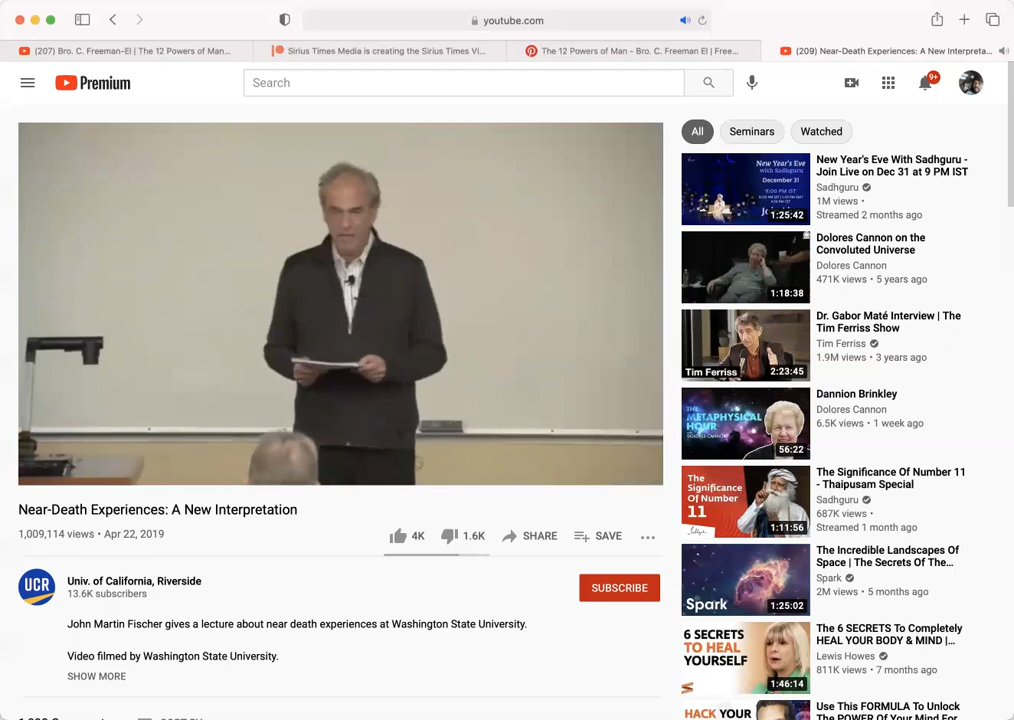 youtube.com
(207) Bro. C. Freeman-El | The 12 Powers of Man...
Sirius Times Media is creating the Sirius Times Vi...
The 12 Powers of Man - Bro. C. Freeman El | Free...
(209) Near-Death Experiences: A New Interpreta...
Premium
Search
9+
All
Seminars
Watched
New Year's Eve
with Sadhguru
December 31
1:25:42
New Year's Eve With Sadhguru -
Join Live on Dec 31 at 9 PM IST
Sadhguru
1M views •
Streamed 2 months ago
1:18:38
Dolores Cannon on the
Convoluted Universe
Dolores Cannon
471K views • 5 years ago
Tim Ferriss
2:23:45
Dr. Gabor Maté Interview | The
Tim Ferriss Show
Tim Ferriss
1.9M views • 3 years ago
THE
METAPHYSICAL
HOUR
56:22
Dannion Brinkley
Dolores Cannon
6.5K views • 1 week ago
The
Significance
Of Number
11
1:11:56
The Significance Of Number 11
- Thaipusam Special
Sadhguru
687K views •
Streamed 1 month ago
Spark
1:25:02
The Incredible Landscapes Of
Space | The Secrets Of The...
Spark
2M views • 5 months ago
6 SECRETS
TO HEAL
YOURSELF
1:46:14
The 6 SECRETS To Completely
HEAL YOUR BODY & MIND |...
Lewis Howes
811K views • 7 months ago
HACK YOUR
Use This FORMULA To Unlock
The POWER Of Your Mind For
Near-Death Experiences: A New Interpretation
1,009,114 views • Apr 22, 2019
4K
1.6K
SHARE
SAVE
UCR
Univ. of California, Riverside
13.6K subscribers
SUBSCRIBE
John Martin Fischer gives a lecture about near death experiences at Washington State University.
Video filmed by Washington State University.
SHOW MORE